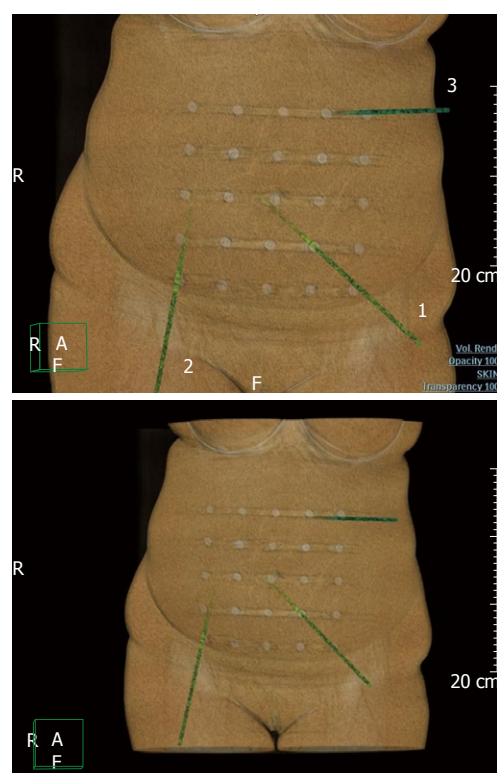 3
R
20 cm
1
R A
F
2
F
Vol. Rend
Opacity 100
SKIN
Transparency 100
R
20 cm
R A
F